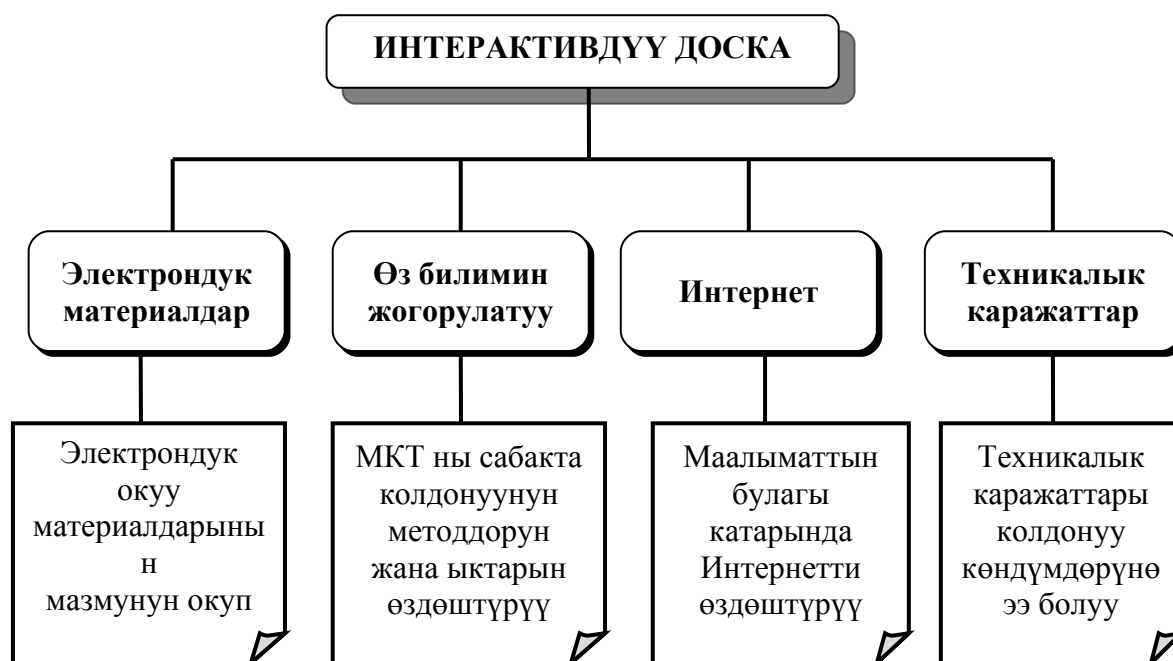 ИНТЕРАКТИВДҮҮ ДОСКА
Электрондук
материалдар
Өз билимин
жогорулатуу
Интернет
Техникалык
каражаттар
Электрондук
окуу
материалдарыны
н
мазмунун окуп
МКТ ны сабакта
колдонуунун
методдорун
жана ыктарын
өздөштүрүү
Маалыматтын
булагы
катарында
Интернетти
өздөштүрүү
Техникалык
каражаттары
колдонуу
көндүмдөрүнө
ээ болуу